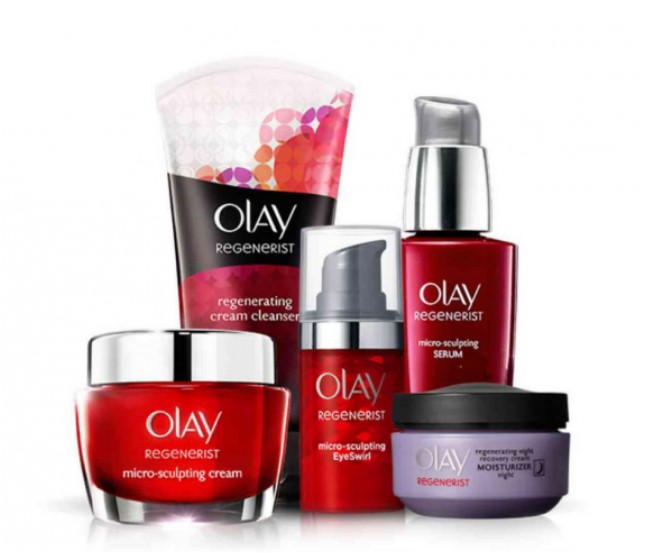 OLAY
REGENERIST
regenerating
cream cleanser
OLAY
REGENERIST
micro-sculpting
SERUM
OLAY
REGENERIST
micro-sculpting
EyeSwirl
OLAY
REGENERIST
micro-sculpting cream
OLAY
REGENERIST
regenerating night
recovery cream
MOISTURIZER
night